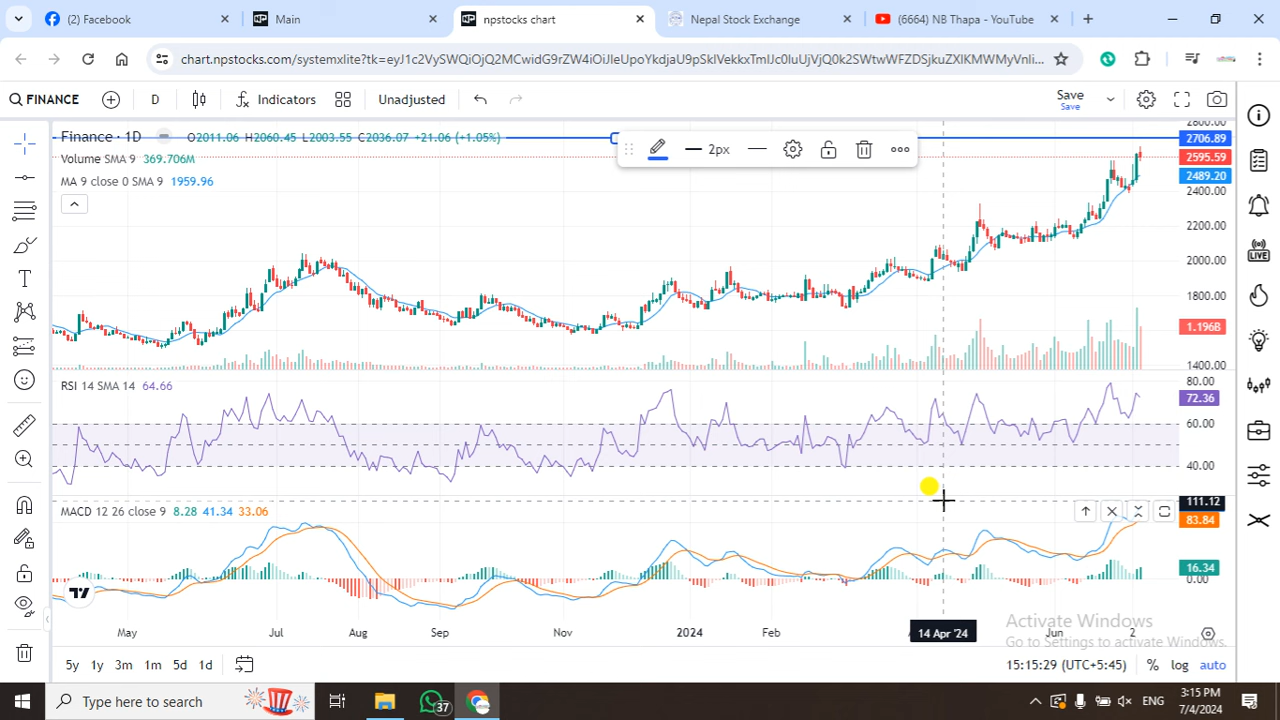 (2) Facebook
Main
npstocks chart
Nepal Stock Exchange
(6664) NB Thapa - YouTube
chart.npstocks.com/systemxlite?tk=
FINANCE
D
Indicators
Unadjusted
Save
Save
Finance · 1D
O2011.06 H2060.45 L2003.55 C2036.07 +21.06 (+1.05%)
Volume SMA 9 369.706M
MA 9 close 0 SMA 9 1959.96
2px
2800.00
2706.89
2595.59
2489.20
2400.00
2200.00
2000.00
1800.00
1.196B
1400.00
RSI 14 SMA 14 64.66
80.00
72.36
60.00
40.00
MACD 12 26 close 9 8.28 41.34 33.06
111.12
83.84
16.34
0.00
May
Jul
Aug
Sep
Nov
2024
Feb
14 Apr '24
Jun
2
Activate Windows
Go to Settings to activate Windows.
5y 1y 3m 1m 5d 1d
15:15:29 (UTC+5:45)
% log auto
Type here to search
37
ENG
3:15 PM
7/4/2024